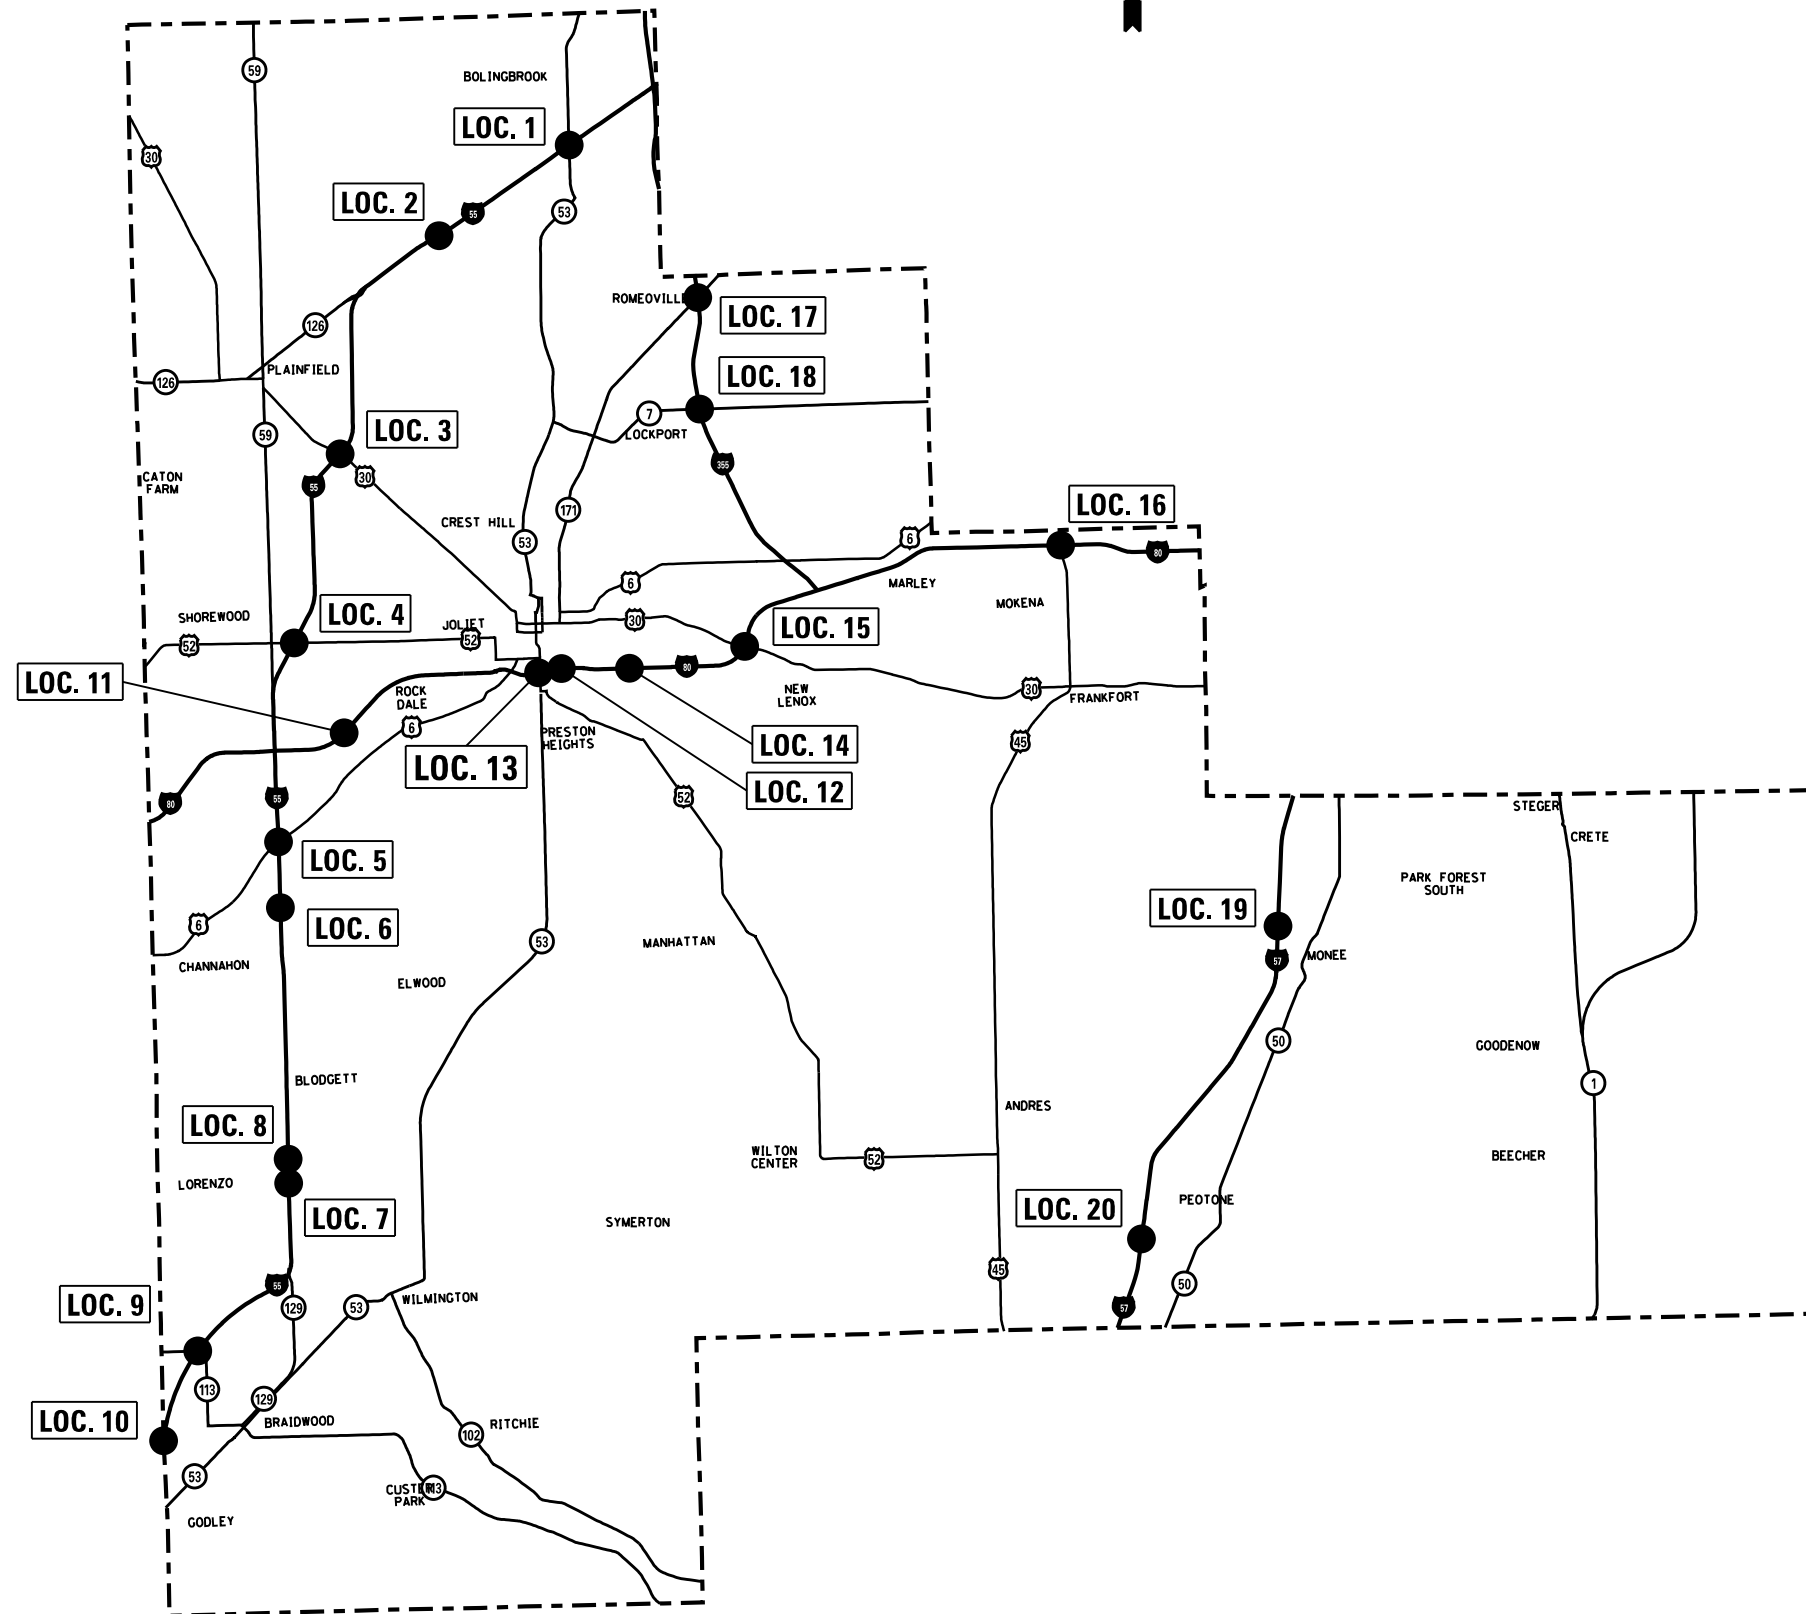 59
BOLINGBROOK
LOC. 1
30
LOC. 2
55
53
ROMEOVILL
LOC. 17
126
PLAINFIELD
LOC. 18
126
7
59
LOC. 3
LOCKPORT
355
30
CATON
FARM
55
171
CREST HILL
53
LOC. 16
6
80
MARLEY
6
MOKENA
SHOREWOOD
LOC. 4
JOLIET
30
LOC. 15
52
52
80
LOC. 11
ROCK
DALE
NEW
LENOX
30
FRANKFORT
6
PRESTON
HEIGHTS
LOC. 14
45
LOC. 13
LOC. 12
80
55
52
STEGER
CRETE
LOC. 5
PARK FOREST
SOUTH
LOC. 6
6
LOC. 19
53
MANHATTAN
CHANNAHON
57
MONEE
ELWOOD
50
GOODENOW
BLODGETT
1
ANDRES
LOC. 8
WILTON
CENTER
52
BEECHER
LORENZO
LOC. 7
PEOTONE
LOC. 20
SYMERTON
45
55
50
LOC. 9
129
53
WILMINGTON
57
113
129
LOC. 10
BRAIDWOOD
RITCHIE
102
53
CUSTER
PARK
113
GODLEY